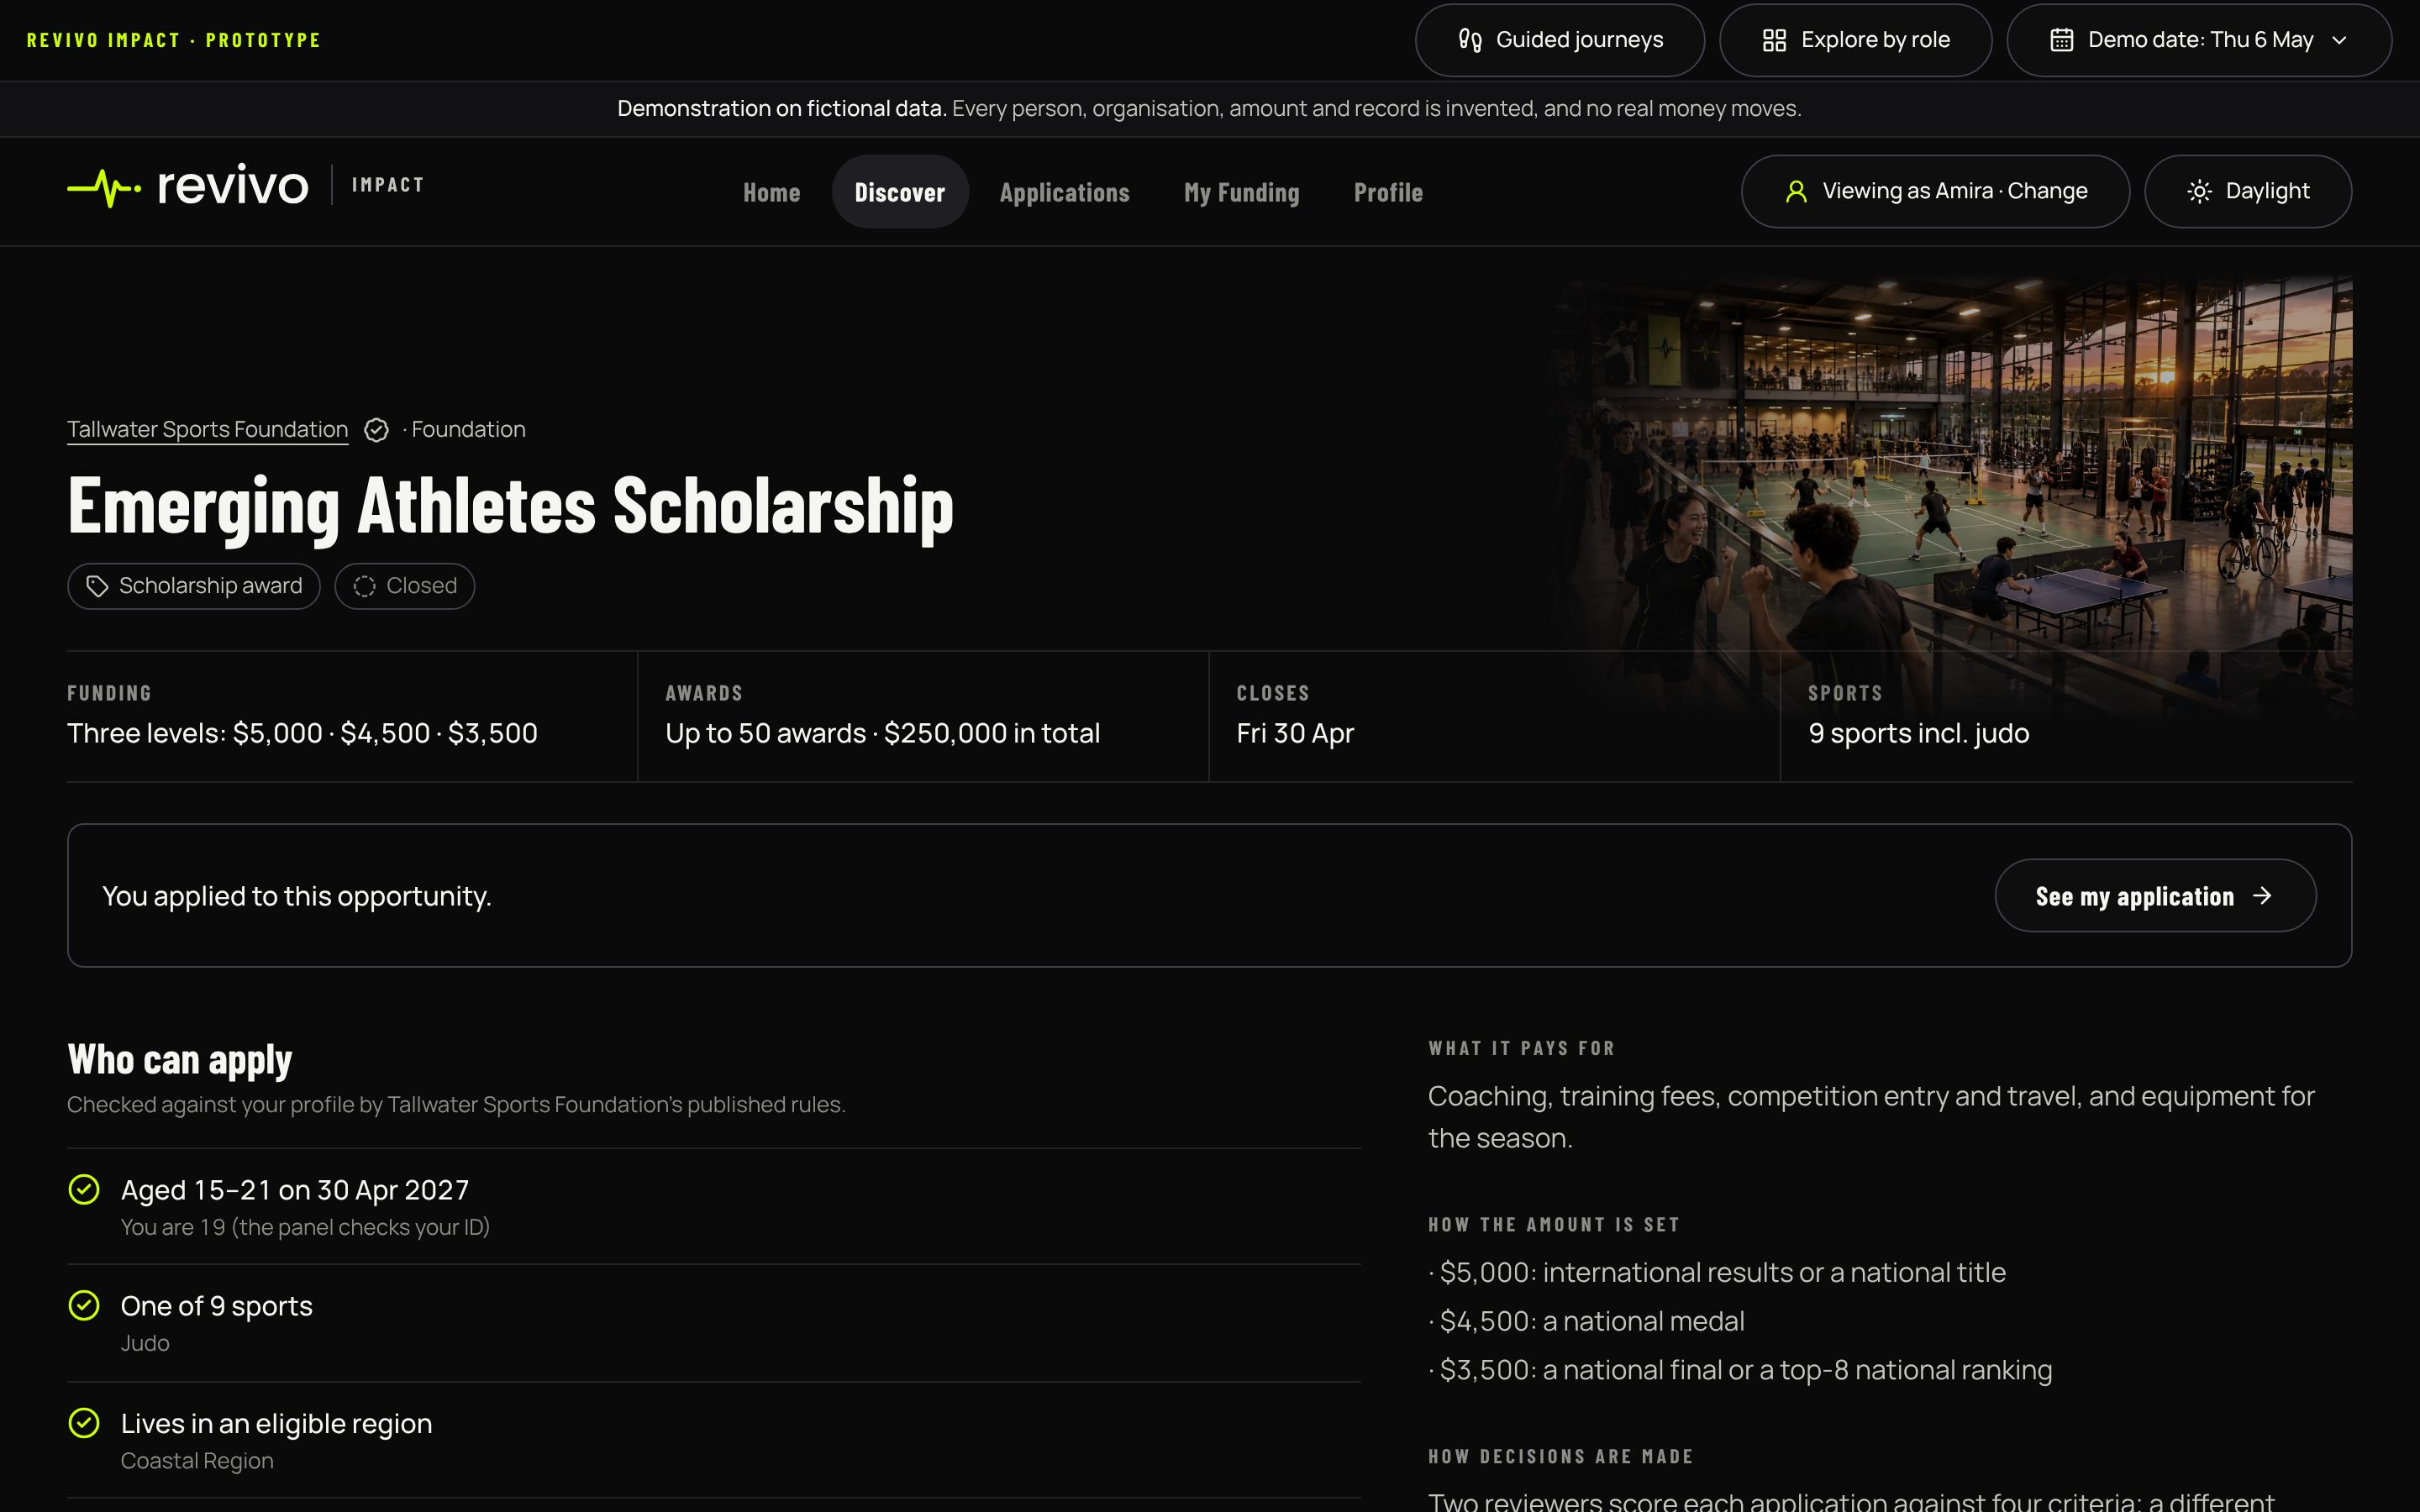 REVIVO IMPACT · PROTOTYPE
Guided journeys
Explore by role
Demo date: Thu 6 May
Demonstration on fictional data. Every person, organisation, amount and record is invented, and no real money moves.
revivo
IMPACT
Home
Discover
Applications
My Funding
Profile
Viewing as Amira · Change
Daylight
Tallwater Sports Foundation · Foundation
Emerging Athletes Scholarship
Scholarship award
Closed
FUNDING
Three levels: $5,000 · $4,500 · $3,500
AWARDS
Up to 50 awards · $250,000 in total
CLOSES
Fri 30 Apr
SPORTS
9 sports incl. judo
You applied to this opportunity.
See my application
Who can apply
Checked against your profile by Tallwater Sports Foundation's published rules.
Aged 15–21 on 30 Apr 2027
You are 19 (the panel checks your ID)
One of 9 sports
Judo
Lives in an eligible region
Coastal Region
WHAT IT PAYS FOR
Coaching, training fees, competition entry and travel, and equipment for
the season.
HOW THE AMOUNT IS SET
· $5,000: international results or a national title
· $4,500: a national medal
· $3,500: a national final or a top-8 national ranking
HOW DECISIONS ARE MADE
Two reviewers score each application against four criteria; a different